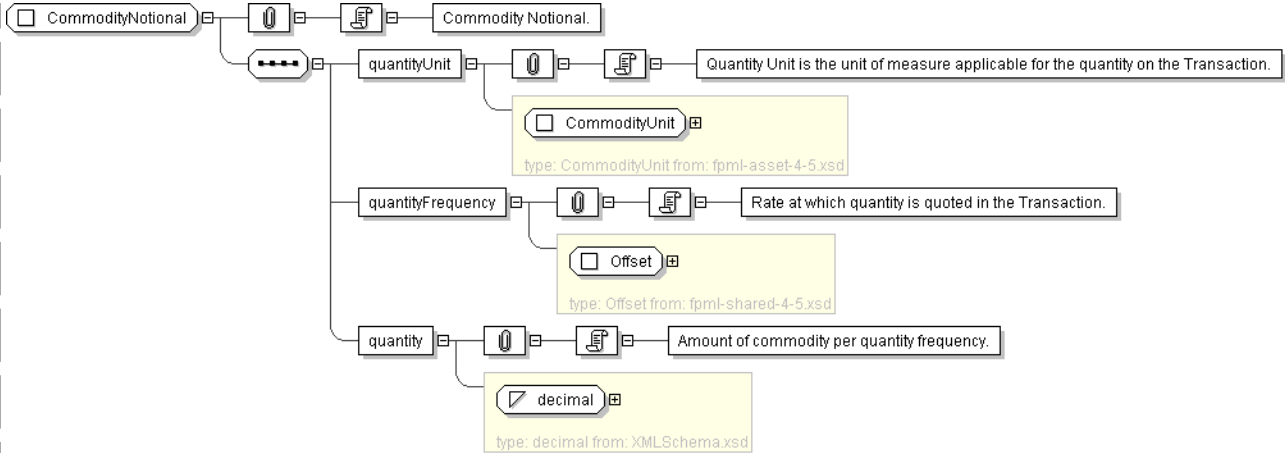 CommodityNotional
Commodity Notional.
quantityUnit
Quantity Unit is the unit of measure applicable for the quantity on the Transaction.
CommodityUnit
type: CommodityUnit from: fpml-asset-4-5.xsd
quantityFrequency
Rate at which quantity is quoted in the Transaction.
Offset
type: Offset from: fpml-shared-4-5.xsd
quantity
Amount of commodity per quantity frequency.
decimal
type: decimal from: XMLSchema.xsd